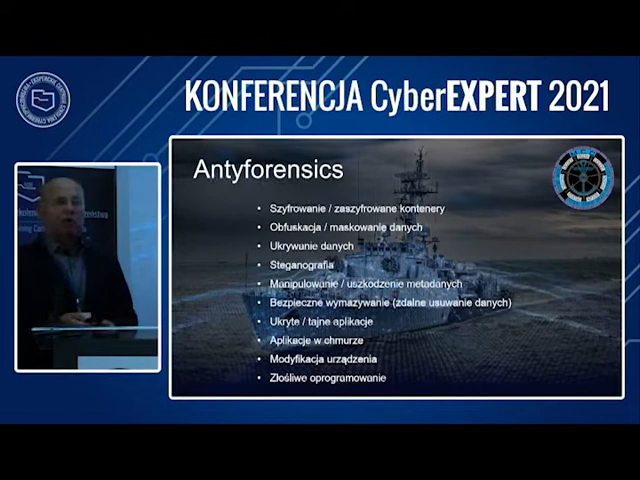 KONFERENCJA CyberEXPERT 2021
Antyforensics
• Szyfrowanie / zaszyfrowane kontenery
• Obfuskacja / maskowanie danych
• Ukrywanie danych
• Steganografia
• Manipulowanie / uszkodzenie metadanych
• Bezpieczne wymazywanie (zdalne usuwanie danych)
• Ukryte / tajne aplikacje
• Aplikacje w chmurze
• Modyfikacja urządzenia
• Złośliwe oprogramowanie